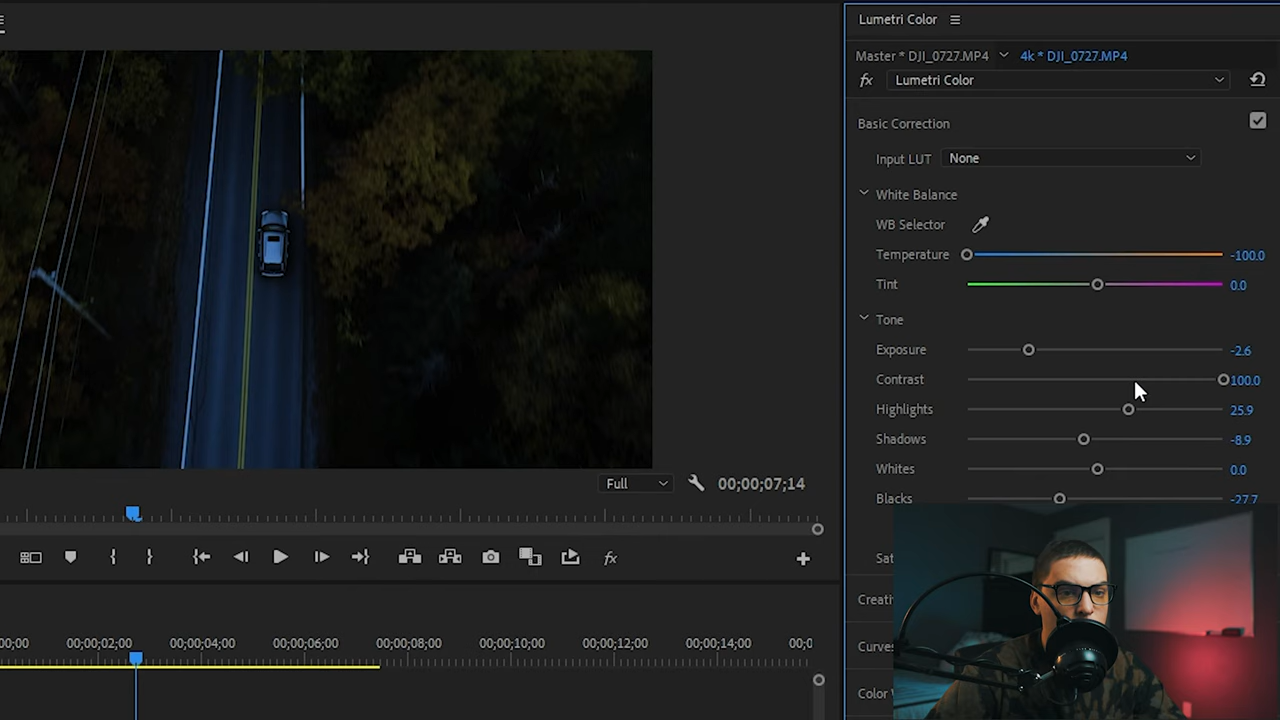 Lumetri Color
Master * DJI_0727.MP4
4k * DJI_0727.MP4
fx
Lumetri Color
Basic Correction
Input LUT
None
White Balance
WB Selector
Temperature
-100.0
Tint
0.0
Tone
Exposure
-2.6
Contrast
100.0
Highlights
25.9
Shadows
-8.9
Whites
0.0
Blacks
-27.7
Full
00;00;07;14
fx
00;00;02;00
00;00;04;00
00;00;06;00
00;00;08;00
00;00;10;00
00;00;12;00
00;00;14;00
Curves
Color